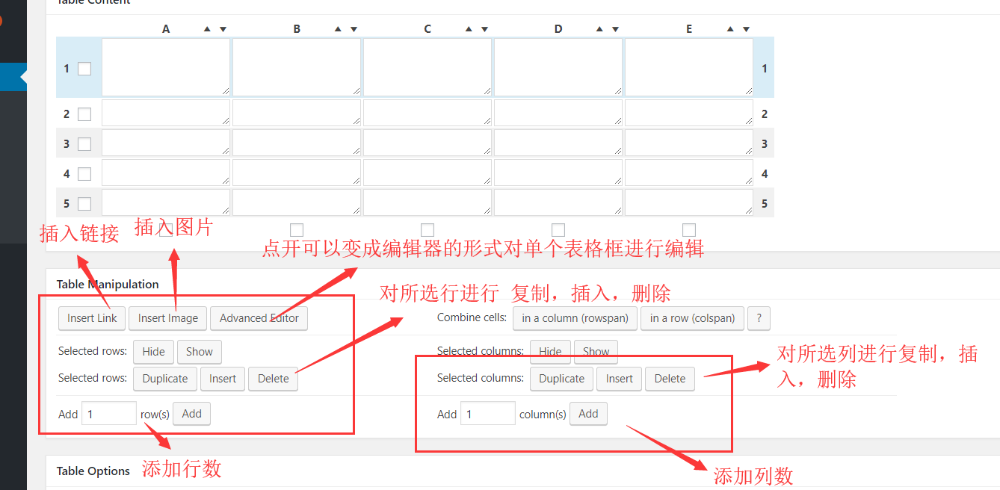 Table Content
A B C D E
1 1
2 2
3 3
4 4
5 5
插入链接 插入图片
点开可以变成编辑器的形式对单个表格框进行编辑
Table Manipulation
对所选行进行 复制，插入，删除
Insert Link Insert Image Advanced Editor
Combine cells: in a column (rowspan) in a row (colspan) ?
Selected rows: Hide Show
Selected columns: Hide Show
Selected rows: Duplicate Insert Delete
Selected columns: Duplicate Insert Delete
对所选列进行复制，插
入，删除
Add 1 row(s) Add
Add 1 column(s) Add
Table Options
添加行数
添加列数